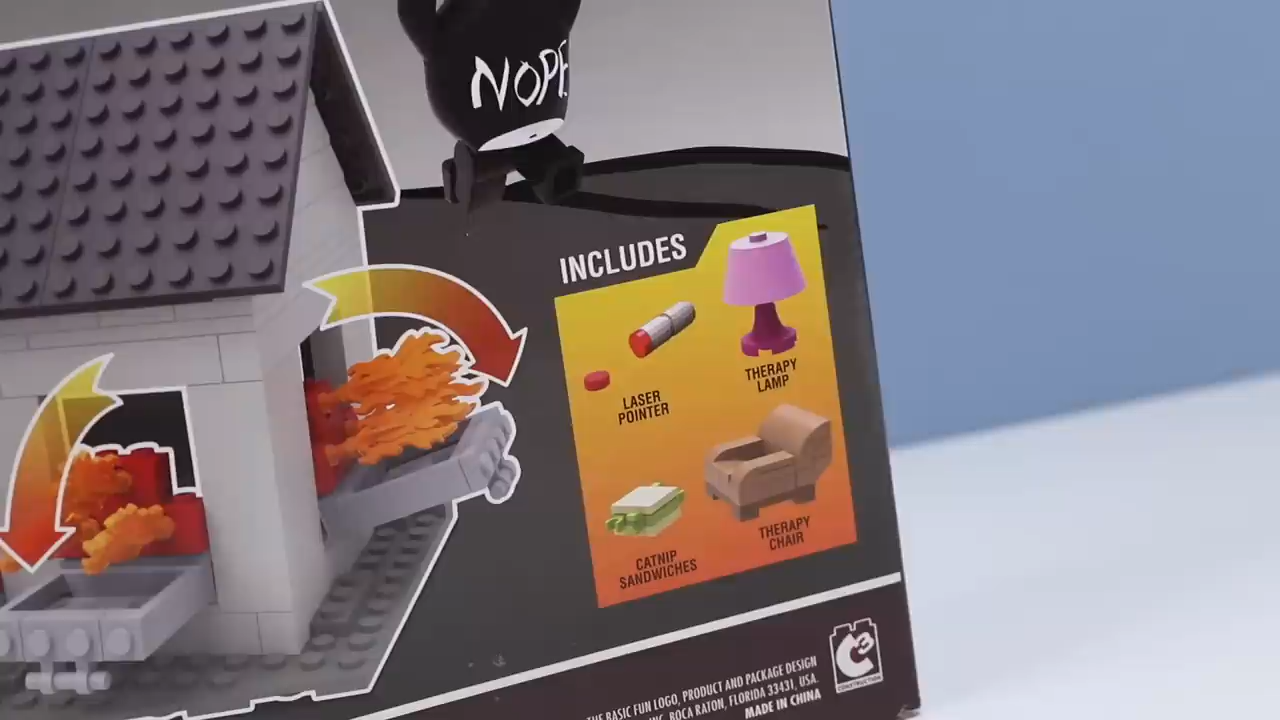 NOPE
INCLUDES
LASER
POINTER
THERAPY
LAMP
CATNIP
SANDWICHES
THERAPY
CHAIR
THE BASIC FUN LOGO, PRODUCT AND PACKAGE DESIGN
INC. BOCA RATON, FLORIDA 33431, USA.
MADE IN CHINA
C3
CONSTRUCTION